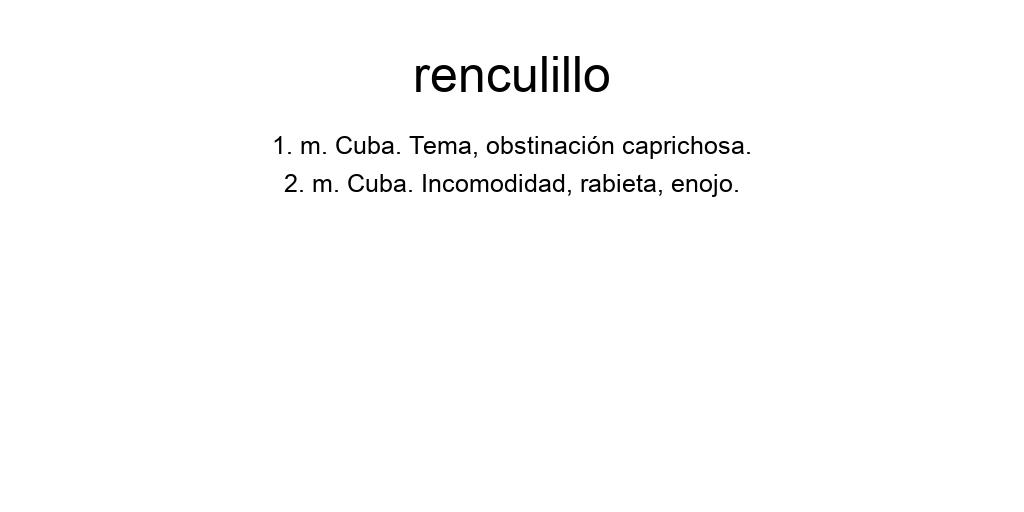 renculillo
1. m. Cuba. Tema, obstinación caprichosa.
2. m. Cuba. Incomodidad, rabieta, enojo.